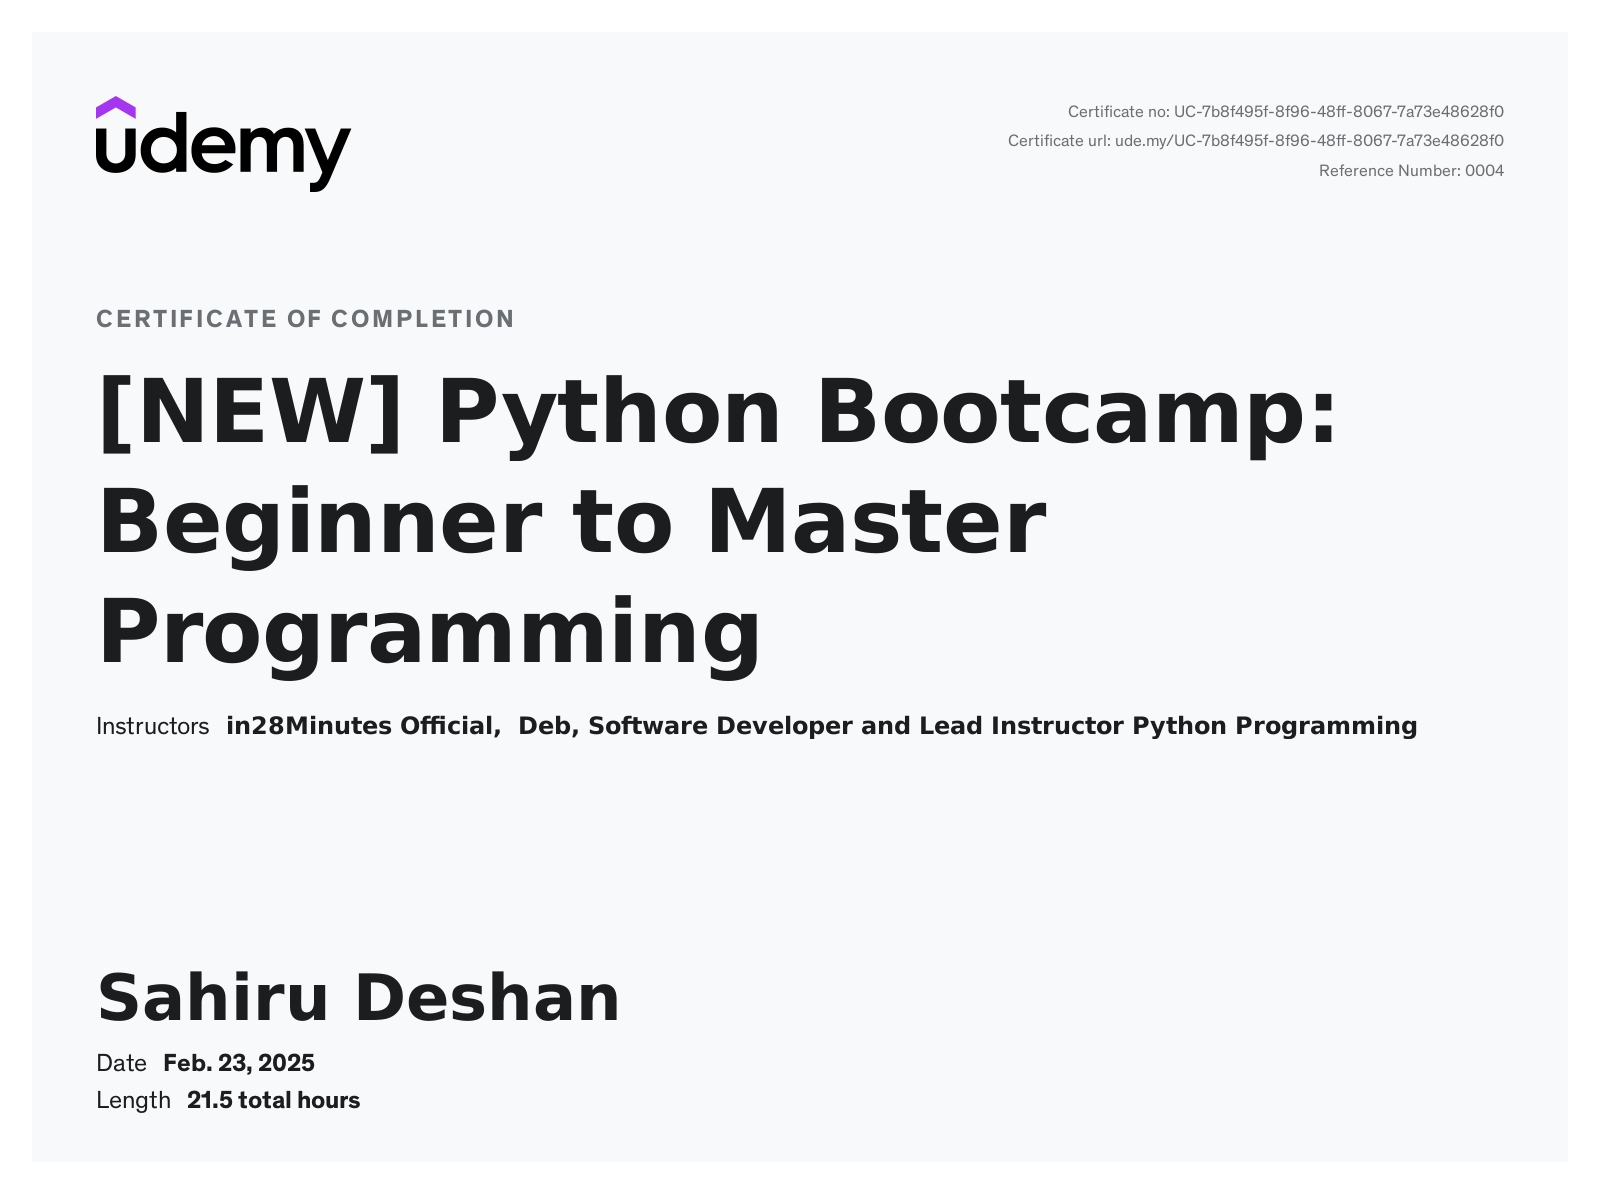 udemy
Certificate no: UC-7b8f495f-8f96-48ff-8067-7a73e48628f0
Certificate url: ude.my/UC-7b8f495f-8f96-48ff-8067-7a73e48628f0
Reference Number: 0004
CERTIFICATE OF COMPLETION
[NEW] Python Bootcamp:
Beginner to Master
Programming
Instructors in28Minutes Official, Deb, Software Developer and Lead Instructor Python Programming
Sahiru Deshan
Date Feb. 23, 2025
Length 21.5 total hours